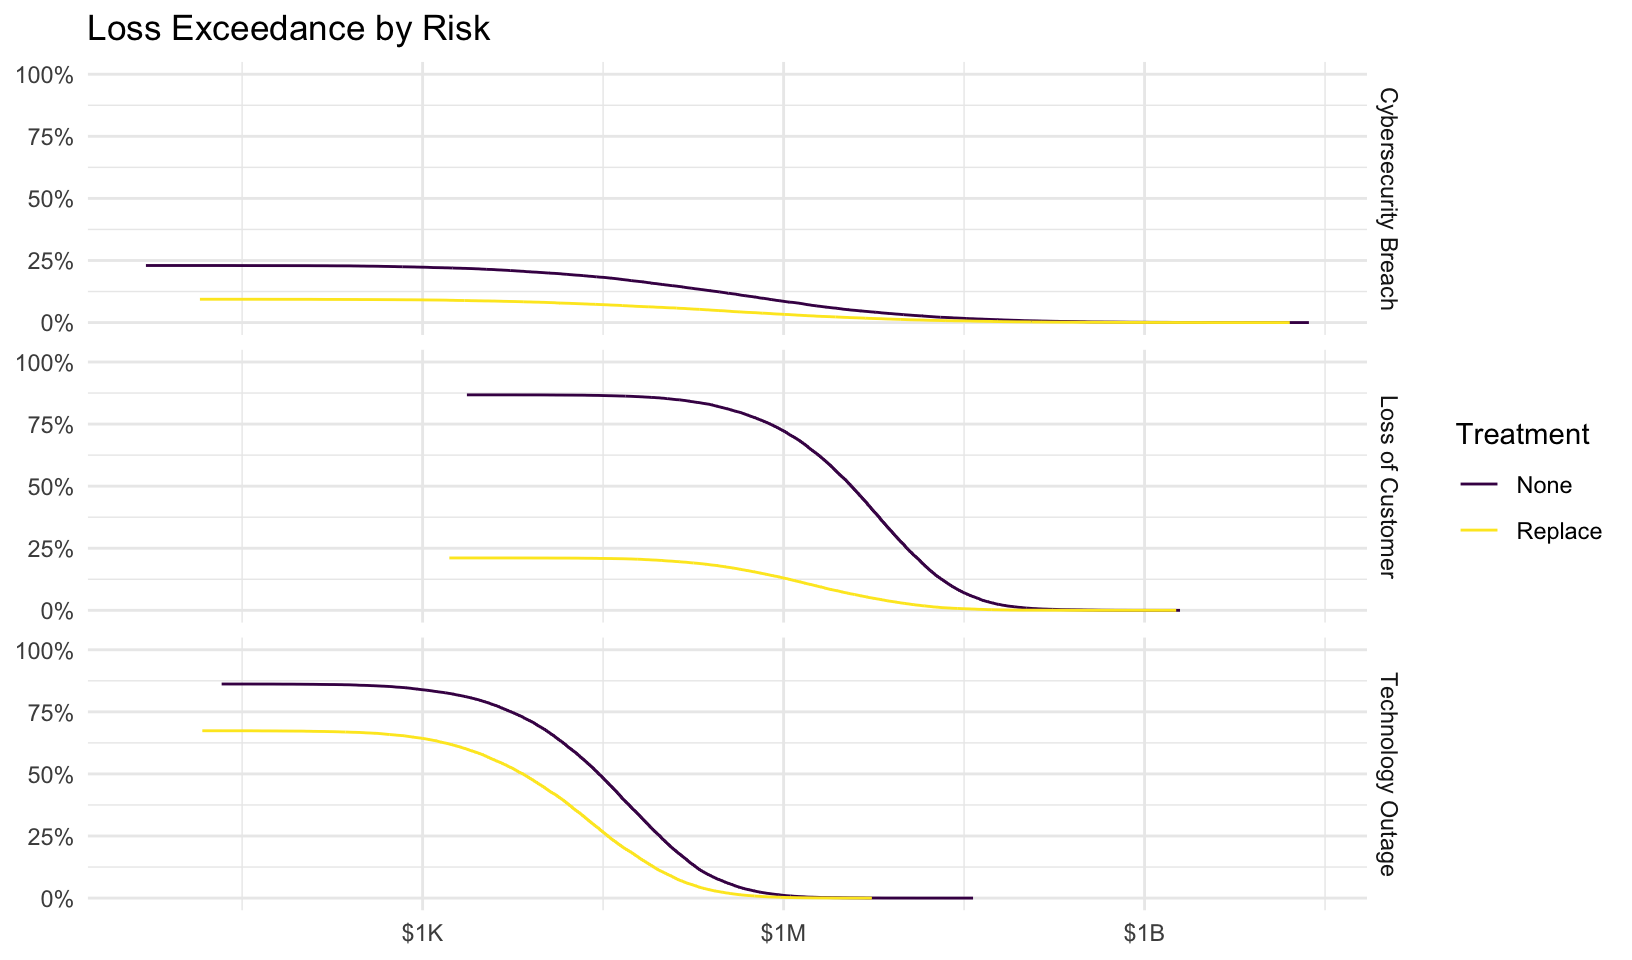 Loss Exceedance by Risk
100%
75%
50%
25%
0%
Cybersecurity Breach
100%
75%
50%
25%
0%
Loss of Customer
100%
75%
50%
25%
0%
Technology Outage
$1K
$1M
$1B
Treatment
None
Replace